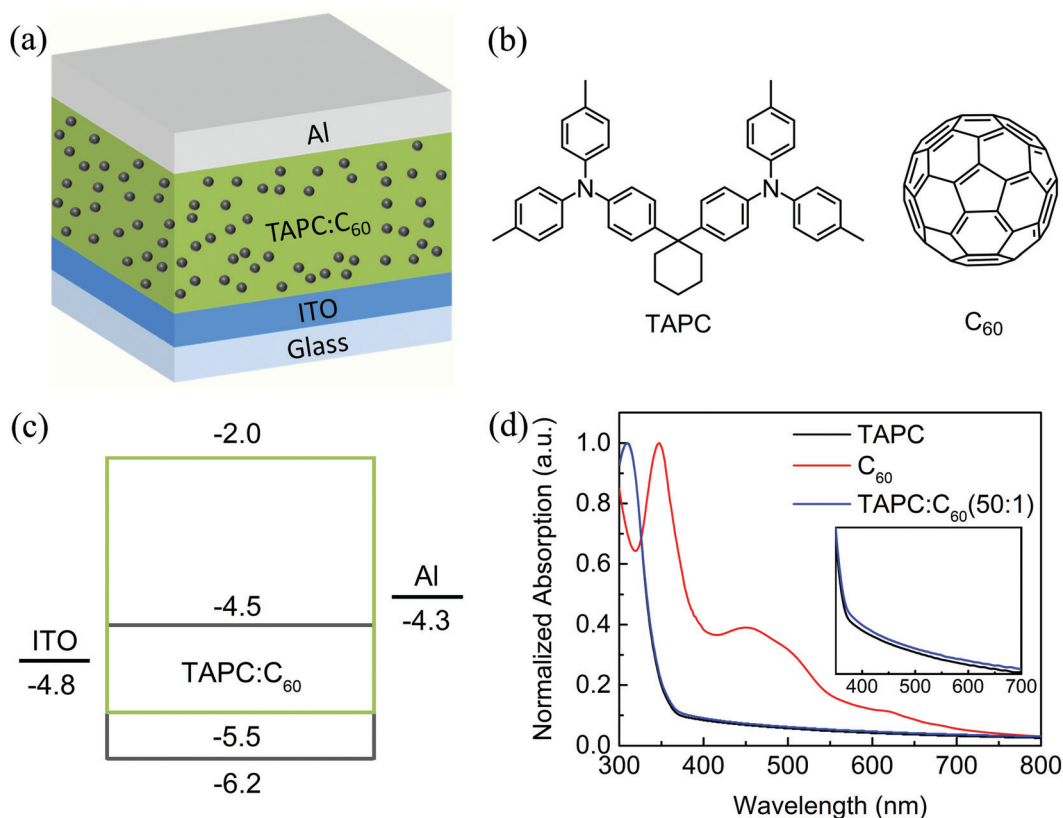 (a)
Al
TAPC:C₆₀
ITO
Glass
(b)
N
N
TAPC
C₆₀
(c)
-2.0
-4.5
Al
-4.3
ITO
-4.8
TAPC:C₆₀
-5.5
-6.2
(d)
Normalized Absorption (a.u.)
1.0
0.8
0.6
0.4
0.2
0.0
TAPC
C₆₀
TAPC:C₆₀(50:1)
400 500 600 700
300 400 500 600 700 800
Wavelength (nm)